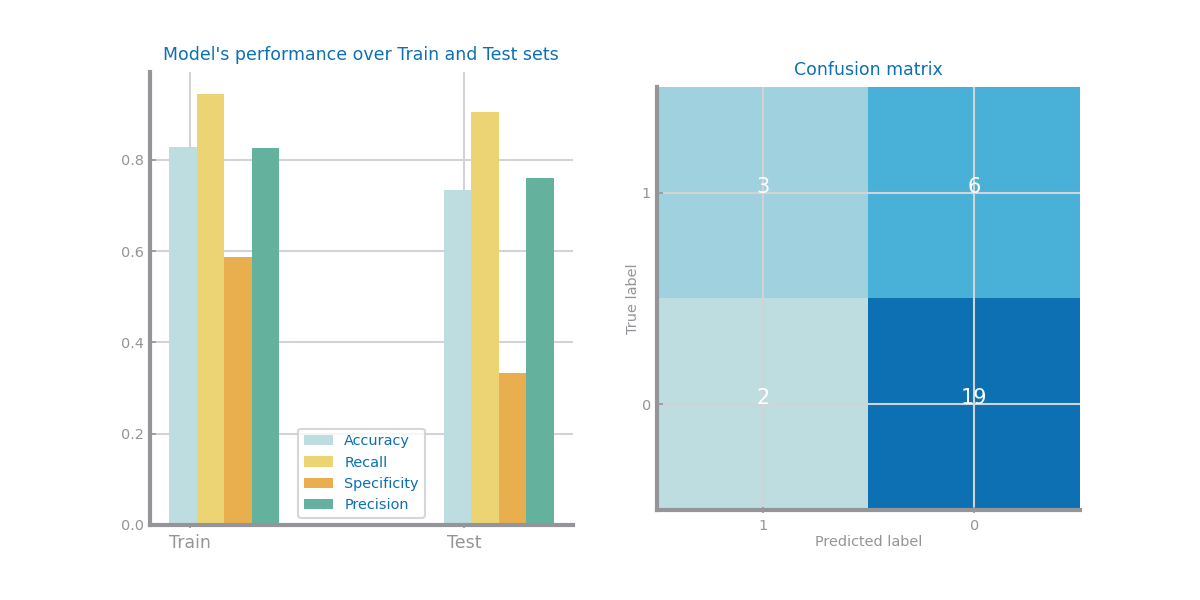 Model's performance over Train and Test sets
0.8
0.6
0.4
0.2
0.0
Accuracy
Recall
Specificity
Precision
Train
Test
Confusion matrix
True label
1
0
3
6
2
19
1
0
Predicted label